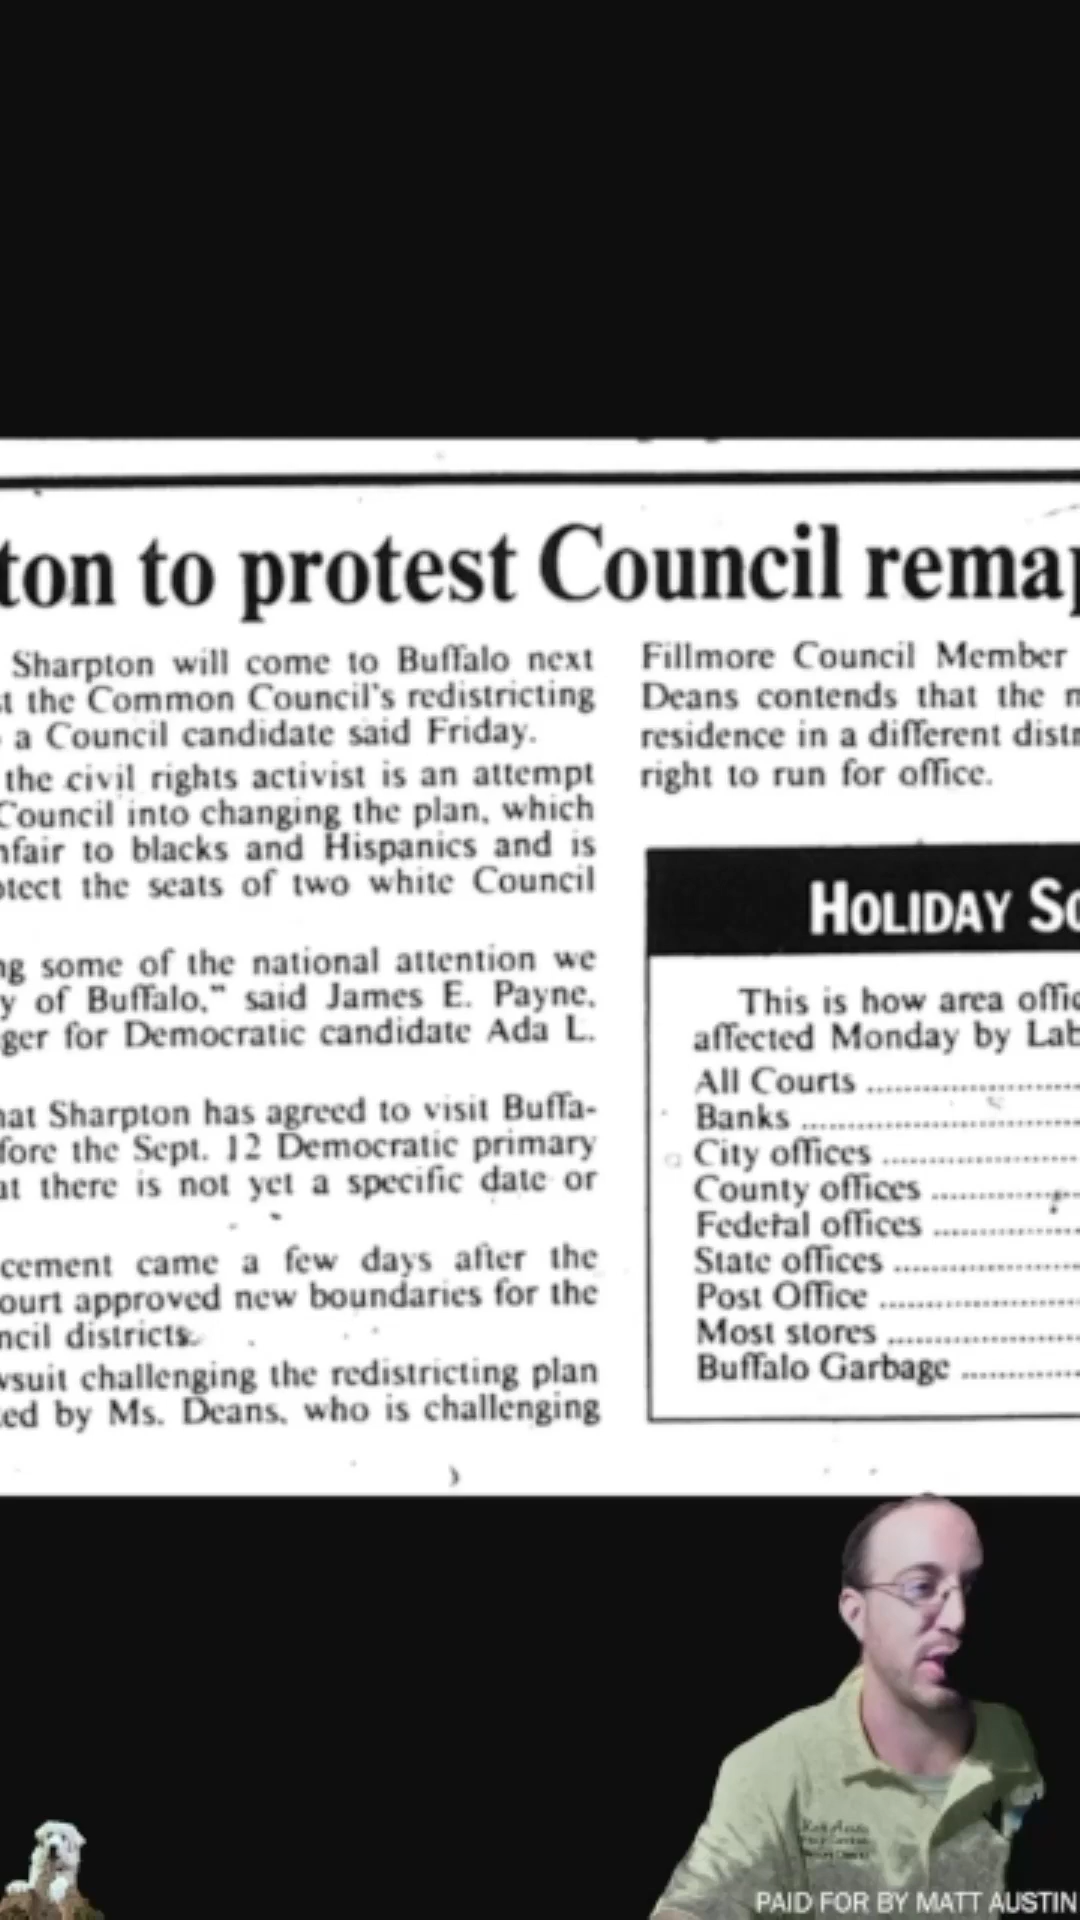 ton to protest Council remap
Sharpton will come to Buffalo next
st the Common Council's redistricting
a Council candidate said Friday.
the civil rights activist is an attempt
Council into changing the plan, which
nfair to blacks and Hispanics and is
otect the seats of two white Council
ng some of the national attention we
y of Buffalo," said James E. Payne,
ger for Democratic candidate Ada L.
hat Sharpton has agreed to visit Buffa-
fore the Sept. 12 Democratic primary
at there is not yet a specific date or
cement came a few days after the
ourt approved new boundaries for the
ncil districts.
wsuit challenging the redistricting plan
ed by Ms. Deans, who is challenging
Fillmore Council Member
Deans contends that the
residence in a different distr
right to run for office.
HOLIDAY SC
This is how area offic
affected Monday by Lab
All Courts
Banks
City offices
County offices
Federal offices
State offices
Post Office
Most stores
Buffalo Garbage
PAID FOR BY MATT AUSTIN